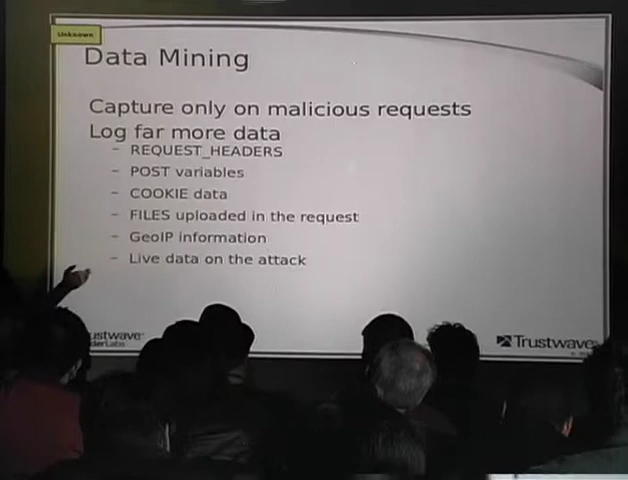 Unknown
Data Mining
Capture only on malicious requests
Log far more data
– REQUEST_HEADERS
– POST variables
– COOKIE data
– FILES uploaded in the request
– GeoIP information
– Live data on the attack
Trustwave